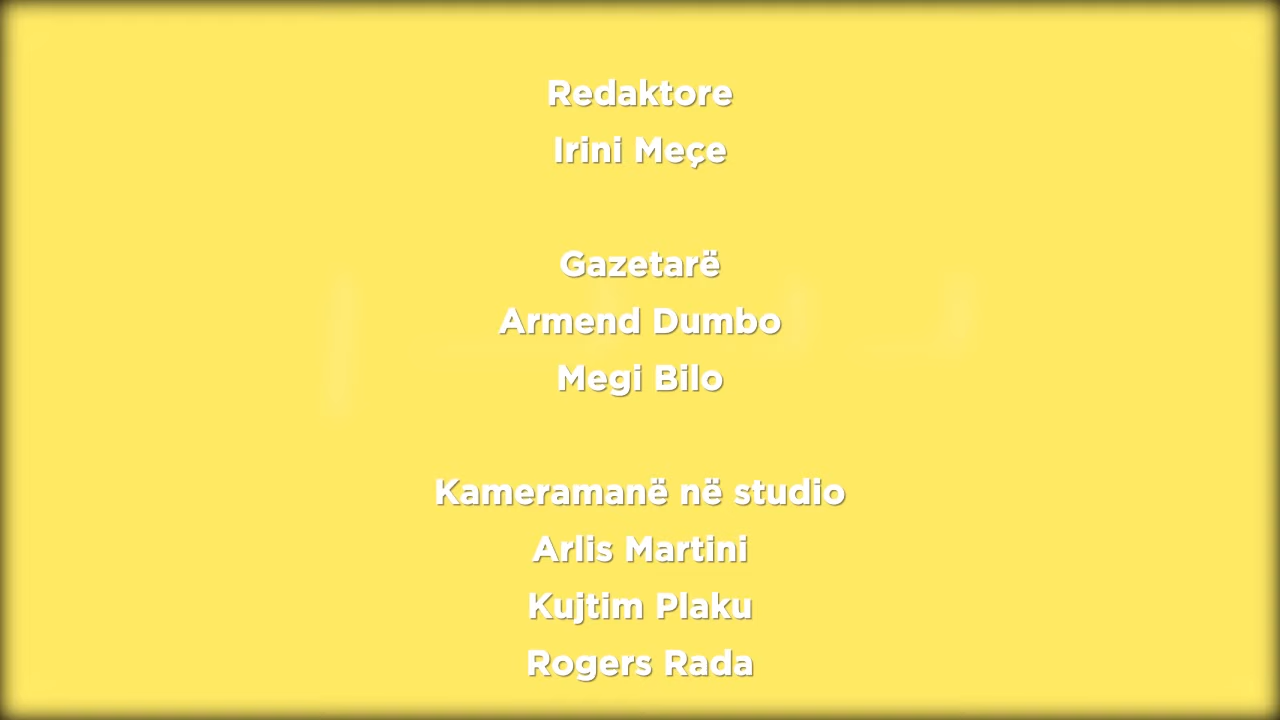 Redaktore
Irini Meçe
Gazetarë
Armend Dumbo
Megi Bilo
Kameramanë në studio
Arlis Martini
Kujtim Plaku
Rogers Rada